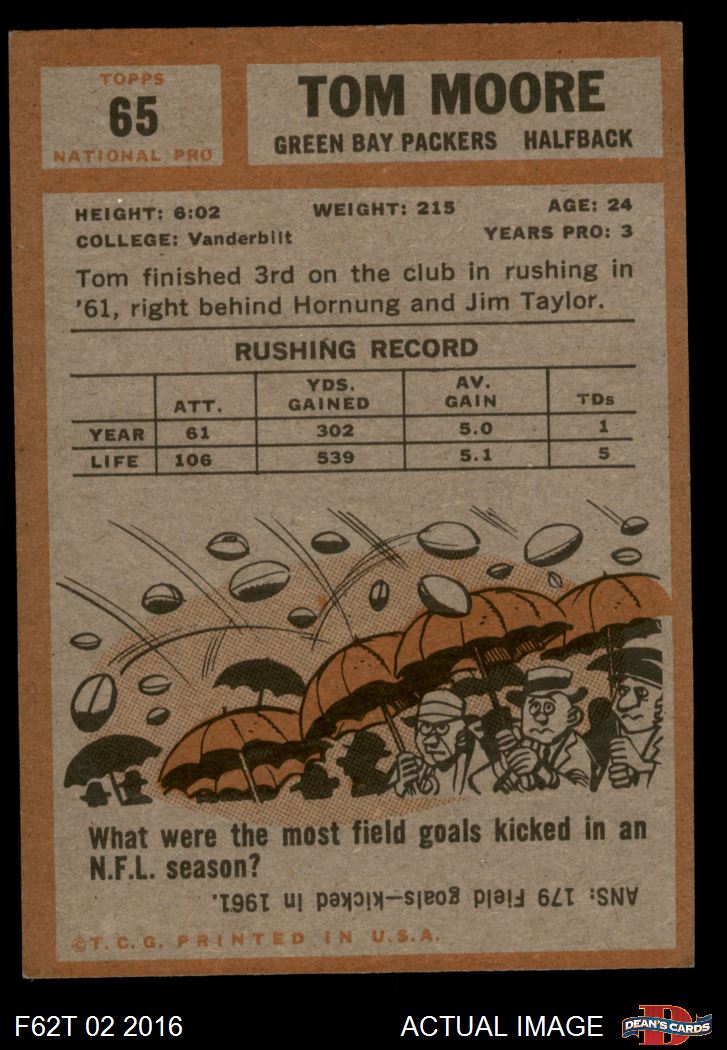 TOPPS
65
NATIONAL PRO
TOM MOORE
GREEN BAY PACKERS HALFBACK
HEIGHT: 6:02 WEIGHT: 215 AGE: 24
COLLEGE: Vanderbilt YEARS PRO: 3
Tom finished 3rd on the club in rushing in
'61, right behind Hornung and Jim Taylor.
RUSHING RECORD
ATT. YDS. GAINED AV. GAIN TDs
YEAR 61 302 5.0 1
LIFE 106 539 5.1 5
What were the most field goals kicked in an
N.F.L. season?
ANS: 179 Field goals—kicked in 1961.
©T.C.G. PRINTED IN U.S.A.
F62T 02 2016 ACTUAL IMAGE
D
DEAN'S CARDS